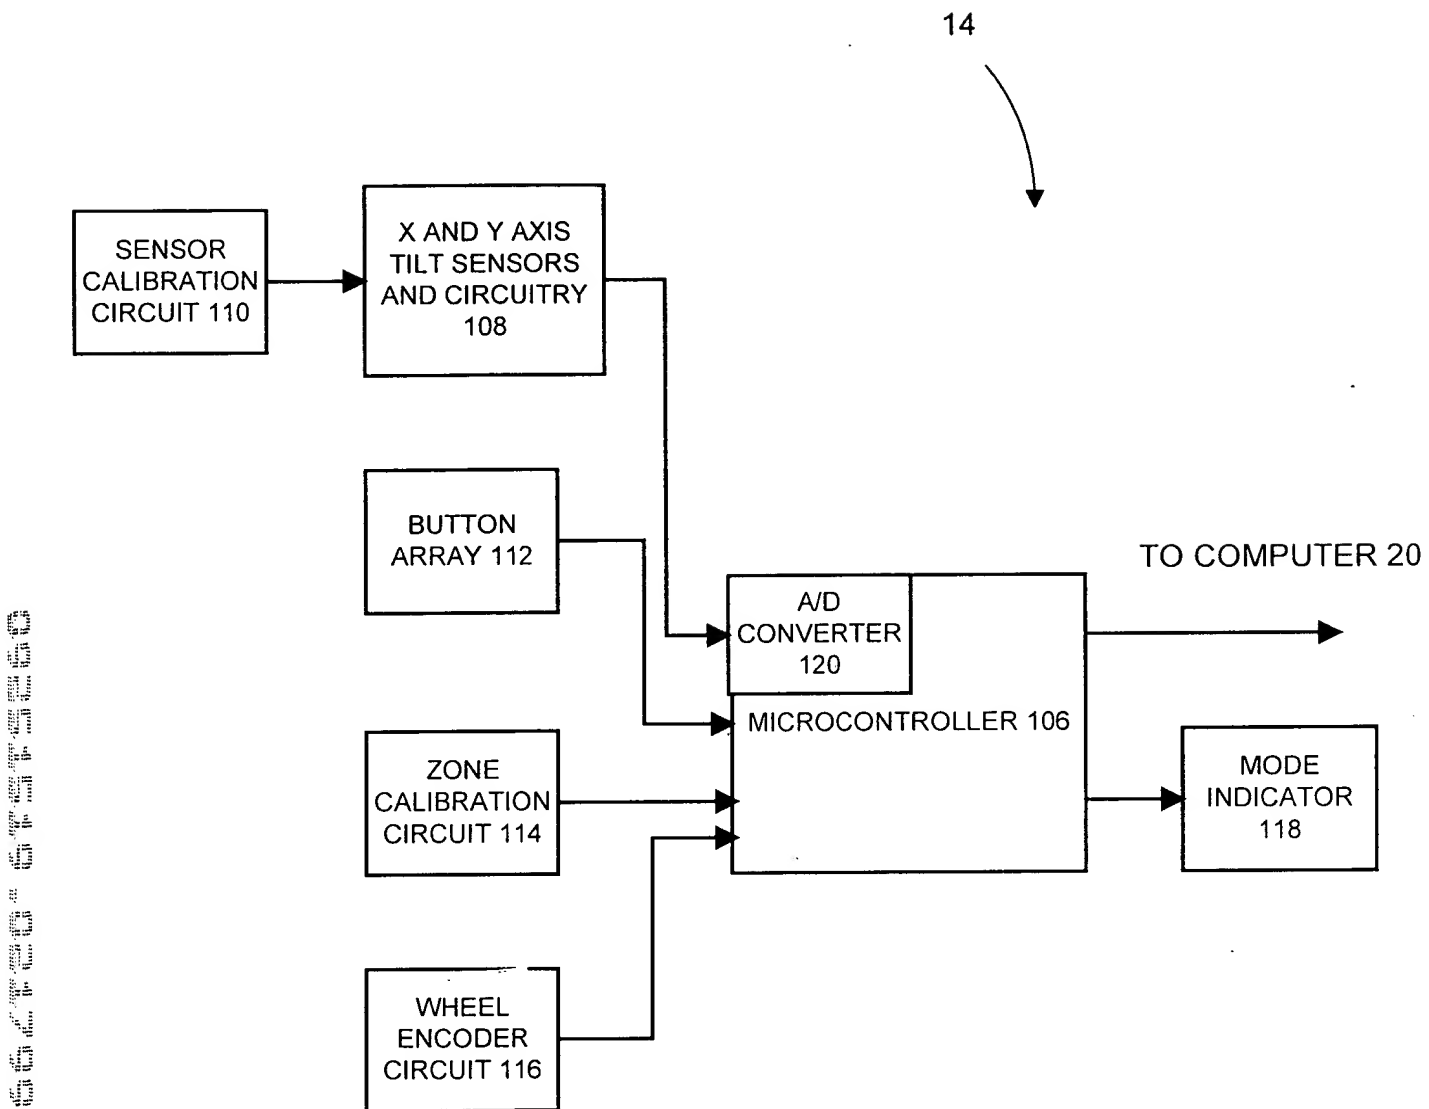 14
SENSOR
CALIBRATION
CIRCUIT 110
X AND Y AXIS
TILT SENSORS
AND CIRCUITRY
108
BUTTON
ARRAY 112
TO COMPUTER 20
A/D
CONVERTER
120
MICROCONTROLLER 106
ZONE
CALIBRATION
CIRCUIT 114
MODE
INDICATOR
118
WHEEL
ENCODER
CIRCUIT 116